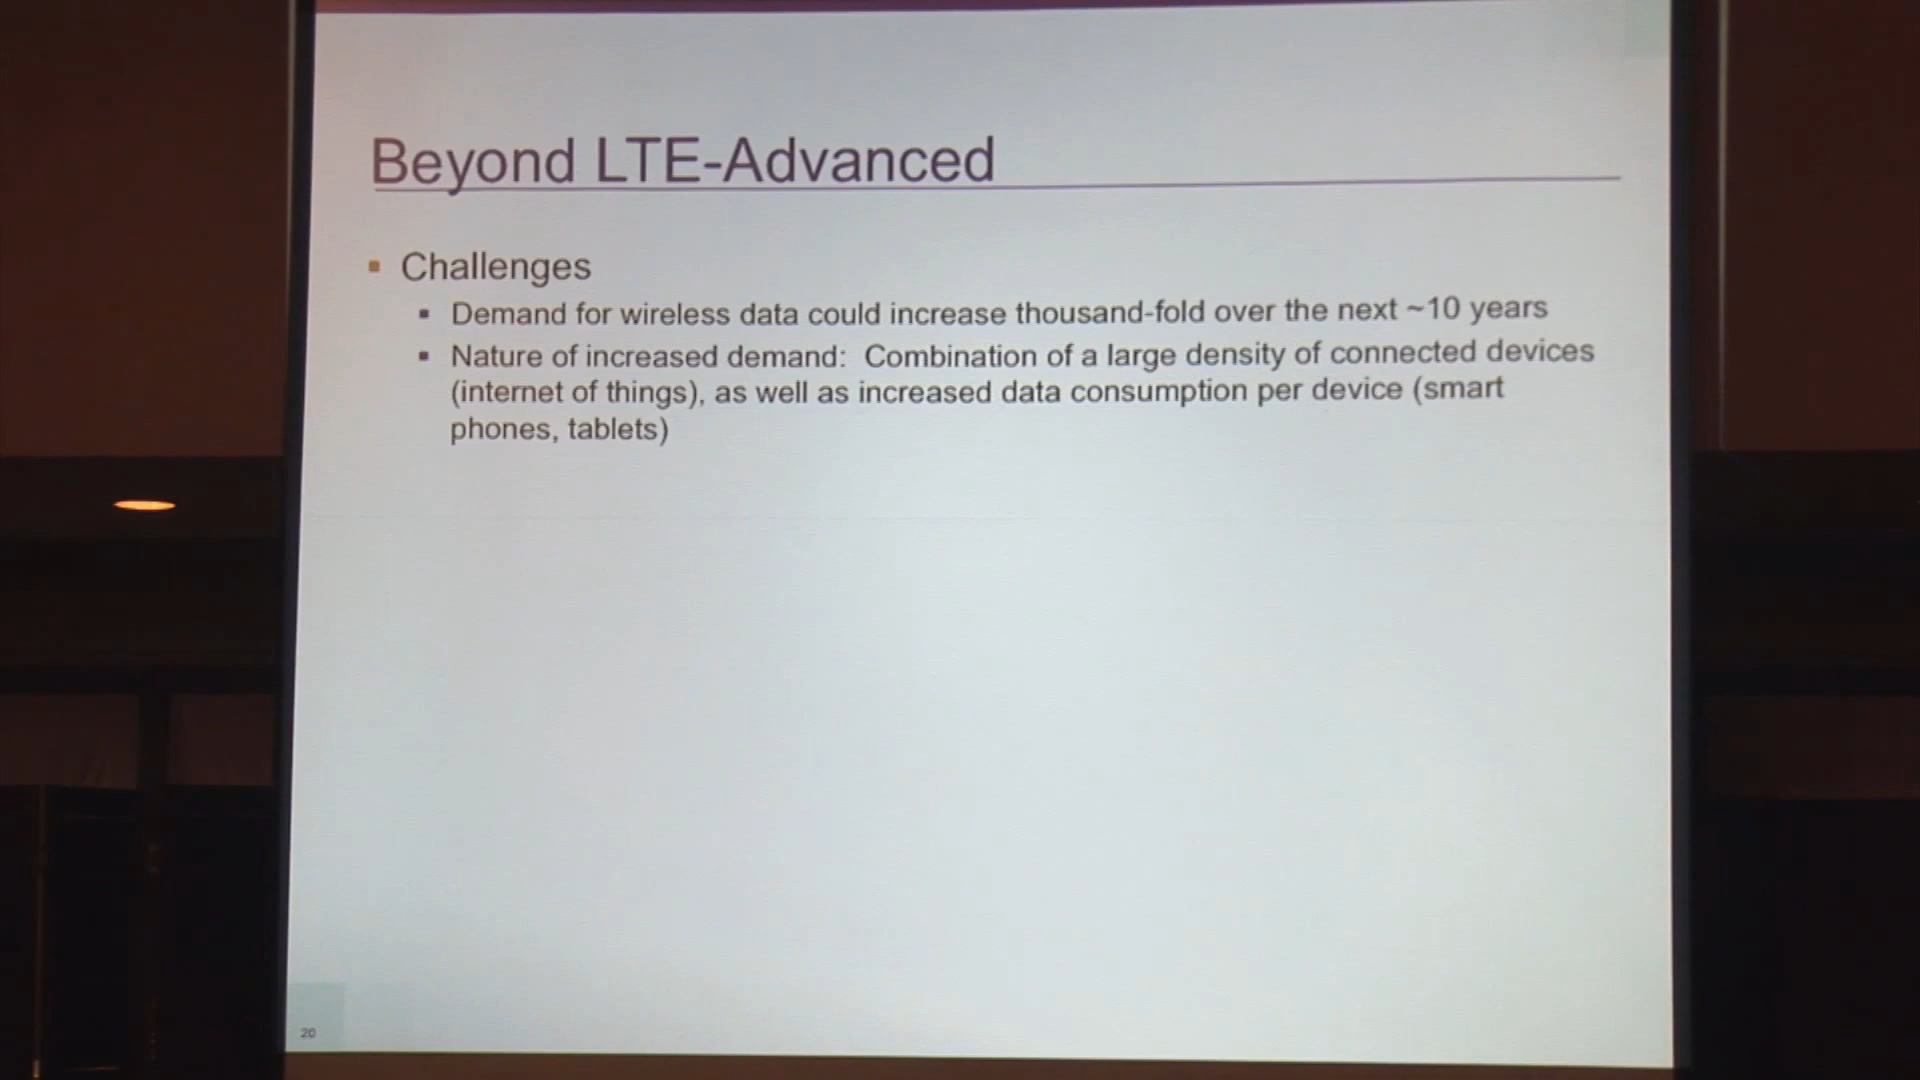 Beyond LTE-Advanced
Challenges
Demand for wireless data could increase thousand-fold over the next ~10 years
Nature of increased demand:  Combination of a large density of connected devices
(internet of things), as well as increased data consumption per device (smart
phones, tablets)
20